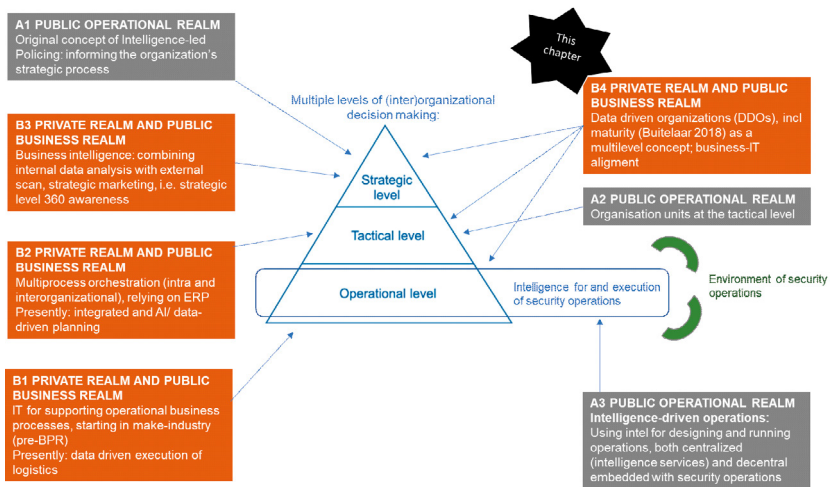 A1 PUBLIC OPERATIONAL REALM
Original concept of Intelligence-led
Policing: informing the organization's
strategic process
This
chapter
Multiple levels of (inter)organizational
decision making:
B4 PRIVATE REALM AND PUBLIC
BUSINESS REALM
Data driven organizations (DDOs), incl
maturity (Buitelaar 2018) as a
multilevel concept; business-IT
aligment
B3 PRIVATE REALM AND PUBLIC
BUSINESS REALM
Business intelligence: combining
internal data analysis with external
scan, strategic marketing, i.e. strategic
level 360 awareness
Strategic
level
A2 PUBLIC OPERATIONAL REALM
Organisation units at the tactical level
Tactical level
B2 PRIVATE REALM AND PUBLIC
BUSINESS REALM
Multiprocess orchestration (intra and
interorganizational), relying on ERP
Presently: integrated and AI/ data-
driven planning
Operational level
Intelligence for and execution
of security operations
Environment of security
operations
B1 PRIVATE REALM AND PUBLIC
BUSINESS REALM
IT for supporting operational business
processes, starting in make-industry
(pre-BPR)
Presently: data driven execution of
logistics
A3 PUBLIC OPERATIONAL REALM
Intelligence-driven operations:
Using intel for designing and running
operations, both centralized
(intelligence services) and decentral
embedded with security operations